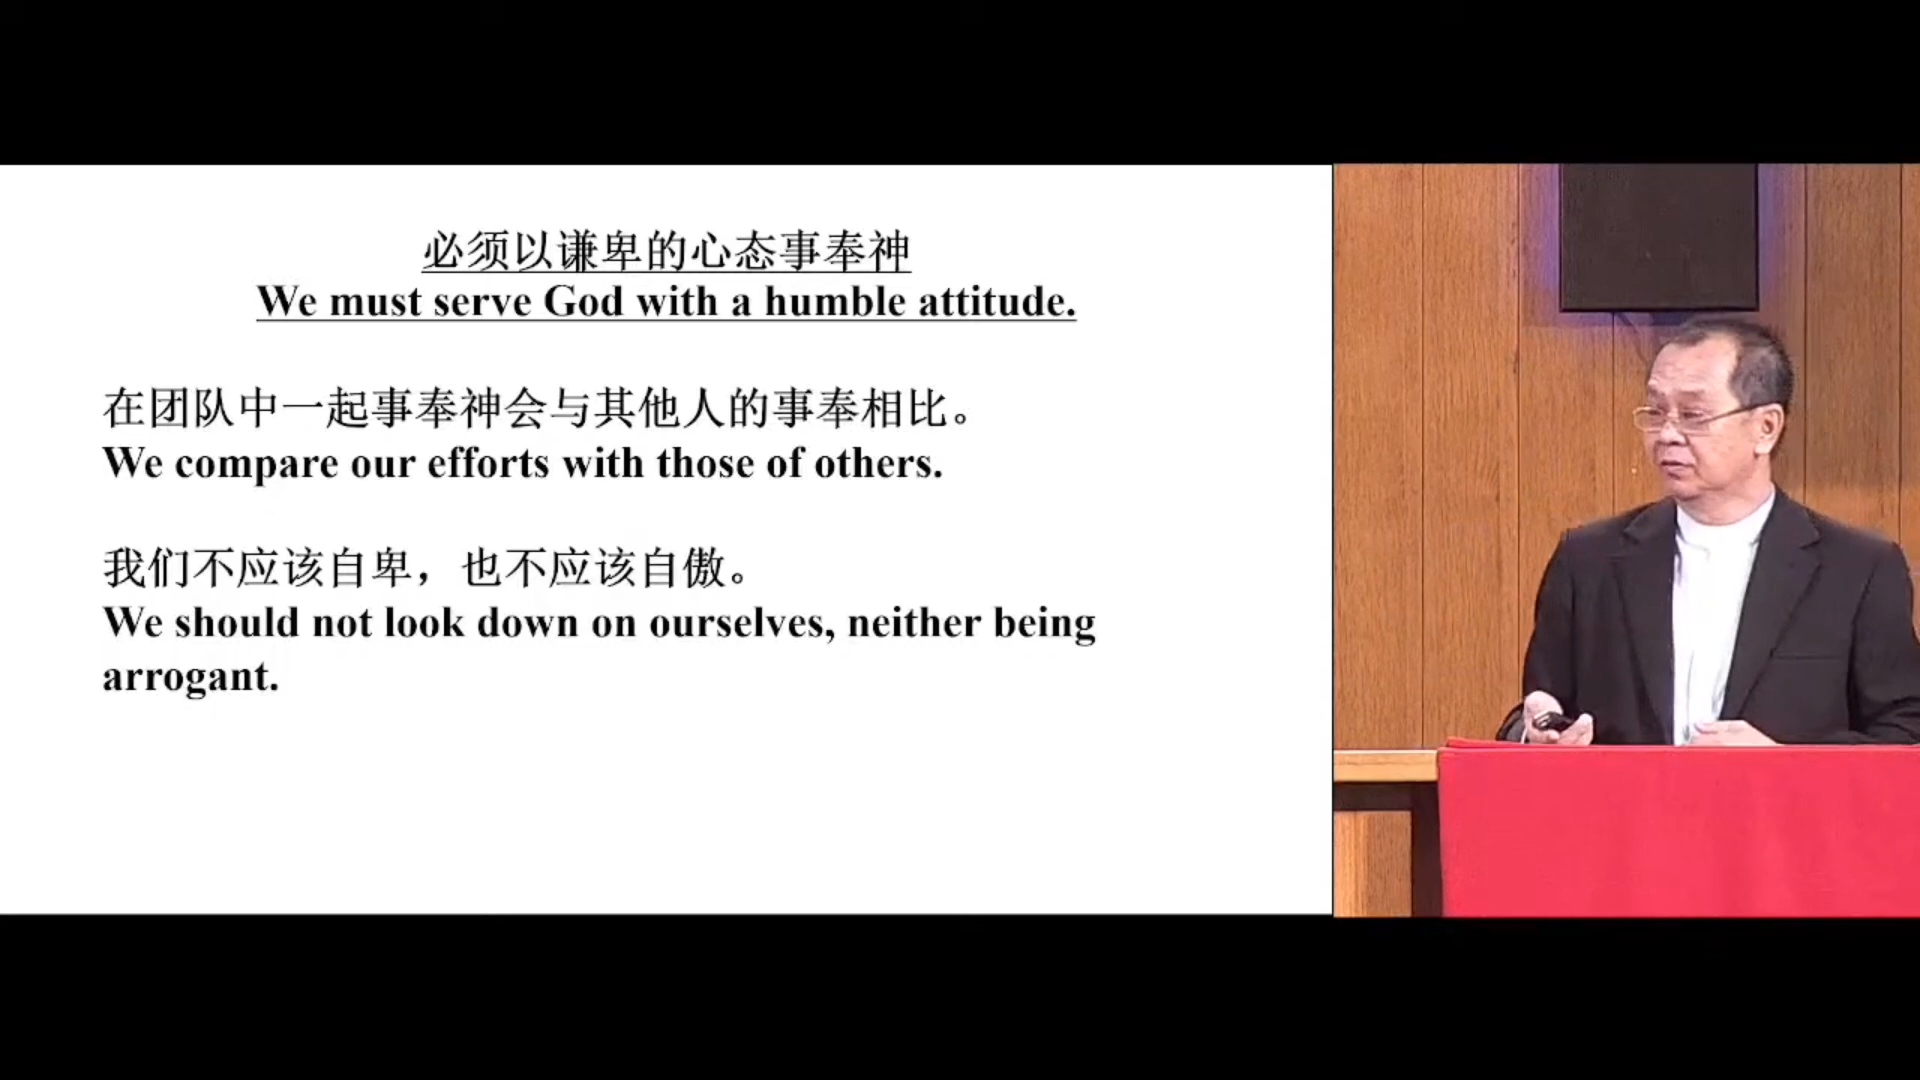 必须以谦卑的心态事奉神
We must serve God with a humble attitude.
在团队中一起事奉神会与其他人的事奉相比。
We compare our efforts with those of others.
我们不应该自卑，也不应该自傲。
We should not look down on ourselves, neither being
arrogant.